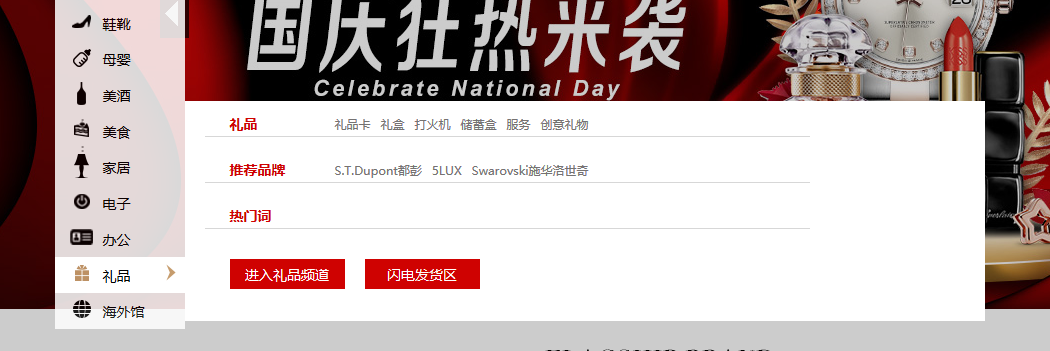 国庆狂热来袭
Celebrate National Day
鞋靴
母婴
美酒
美食
家居
电子
办公
礼品
海外馆
礼品 礼品卡 礼盒 打火机 储蓄盒 服务 创意礼物
推荐品牌 S.T.Dupont都彭 5LUX Swarovski施华洛世奇
热门词
进入礼品频道 闪电发货区